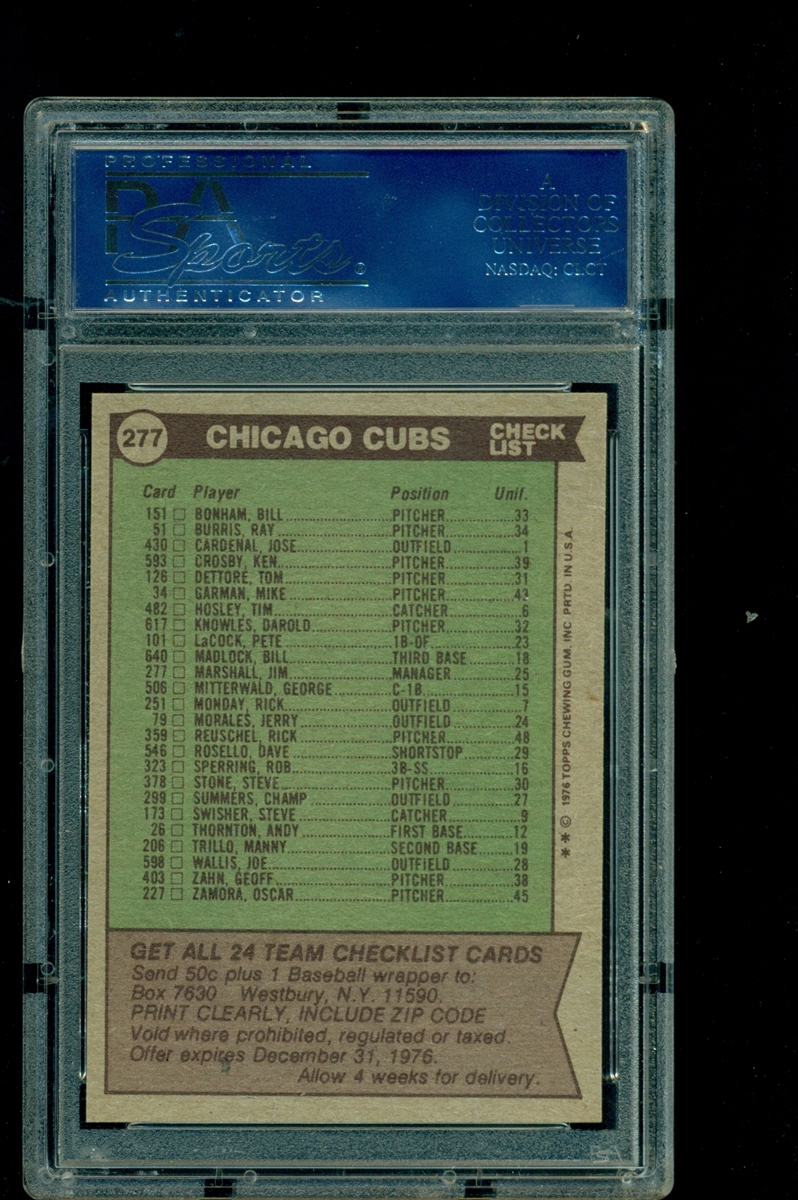 PROFESSIONAL
PSA
Sports®
AUTHENTICATOR
A
DIVISION OF
COLLECTORS
UNIVERSE
NASDAQ: CLCT
277 CHICAGO CUBS CHECK LIST
Card Player Position Unif.
151 □ BONHAM, BILL PITCHER 33
51 □ BURRIS, RAY PITCHER 34
430 □ CARDENAL, JOSE OUTFIELD 1
593 □ CROSBY, KEN PITCHER 39
126 □ DETTORE, TOM PITCHER 31
34 □ GARMAN, MIKE PITCHER 42
482 □ HOSLEY, TIM CATCHER 6
617 □ KNOWLES, DAROLD PITCHER 32
101 □ LaCOCK, PETE 1B-OF 23
640 □ MADLOCK, BILL THIRD BASE 18
277 □ MARSHALL, JIM MANAGER 25
506 □ MITTERWALD, GEORGE C-1B 15
251 □ MONDAY, RICK OUTFIELD 7
79 □ MORALES, JERRY OUTFIELD 24
359 □ REUSCHEL, RICK PITCHER 48
546 □ ROSELLO, DAVE SHORTSTOP 29
323 □ SPERRING, ROB 3B-SS 16
378 □ STONE, STEVE PITCHER 30
299 □ SUMMERS, CHAMP OUTFIELD 27
173 □ SWISHER, STEVE CATCHER 9
26 □ THORNTON, ANDY FIRST BASE 12
206 □ TRILLO, MANNY SECOND BASE 19
598 □ WALLIS, JOE OUTFIELD 28
403 □ ZAHN, GEOFF PITCHER 38
227 □ ZAMORA, OSCAR PITCHER 45
* * © 1976 TOPPS CHEWING GUM, INC. PRTD. IN U.S.A.
GET ALL 24 TEAM CHECKLIST CARDS
Send 50c plus 1 Baseball wrapper to:
Box 7630 Westbury, N.Y. 11590.
PRINT CLEARLY, INCLUDE ZIP CODE
Void where prohibited, regulated or taxed.
Offer expires December 31, 1976.
Allow 4 weeks for delivery.